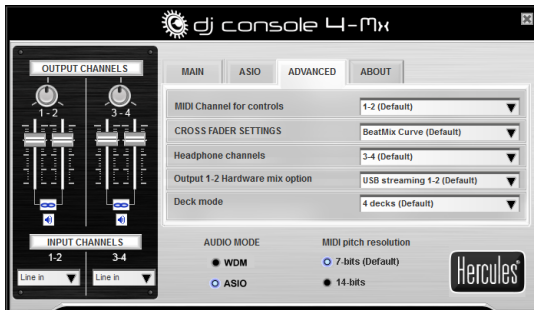 dj console 4-Mx
OUTPUT CHANNELS
1 - 2
3 - 4
INPUT CHANNELS
1-2
3-4
Line in
Line in
MAIN
ASIO
ADVANCED
ABOUT
MIDI Channel for controls
1-2 (Default)
CROSS FADER SETTINGS
BeatMix Curve (Default)
Headphone channels
3-4 (Default)
Output 1-2 Hardware mix option
USB streaming 1-2 (Default)
Deck mode
4 decks (Default)
AUDIO MODE
WDM
ASIO
MIDI pitch resolution
7-bits (Default)
14-bits
Hercules